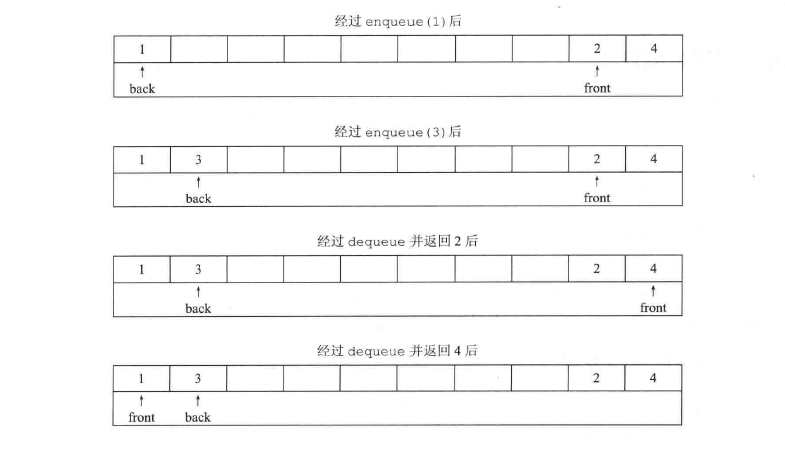 经过 enqueue(1)后
1 2 4
↑ ↑
back front
经过 enqueue(3)后
1 3 2 4
↑ ↑
back front
经过 dequeue 并返回 2 后
1 3 2 4
↑ ↑
back front
经过 dequeue 并返回 4 后
1 3 2 4
↑ ↑
front back